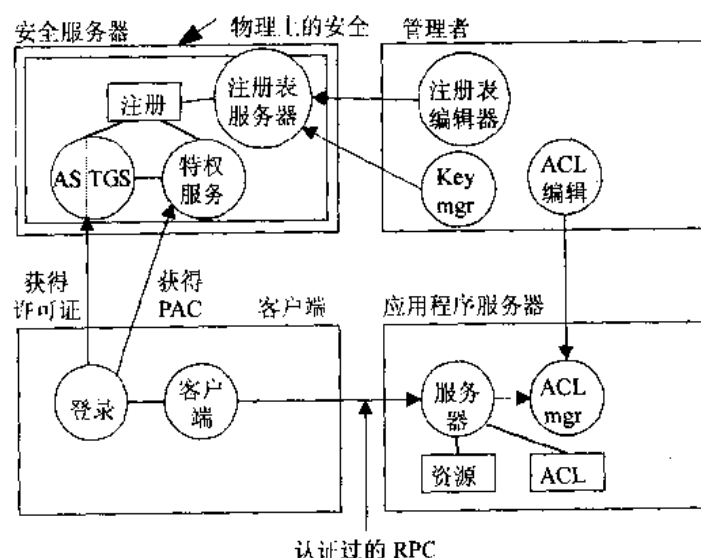 安全服务器
物理上的安全
管理者
注册
注册表
服务器
注册表
编辑器
AS TGS
特权
服务
Key
mgr
ACL
编辑
获得
许可证
获得
PAC
客户端
应用程序服务器
登录
客户
端
服务
器
ACL
mgr
资源
ACL
认证过的 RPC